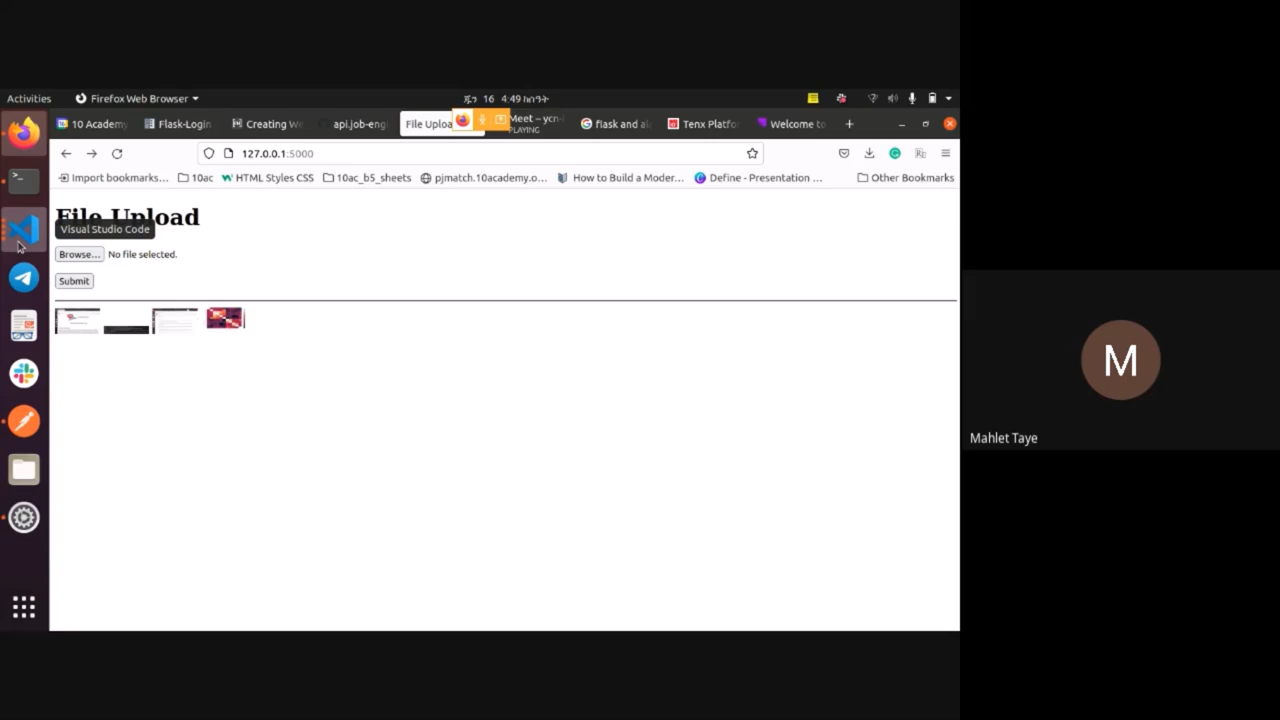 Activities Firefox Web Browser 16 4:49
10 Academy Flask-Login Creating We api.job-eng File Uploa Meet – ycn-i flask and al Tenx Platfo Welcome to
PLAYING
127.0.0.1:5000
Import bookmarks... 10ac HTML Styles CSS 10ac_b5_sheets pjmatch.10academy.o... How to Build a Moder... Define - Presentation ... Other Bookmarks
File Upload
Visual Studio Code
Browse... No file selected.
Submit
M
Mahlet Taye